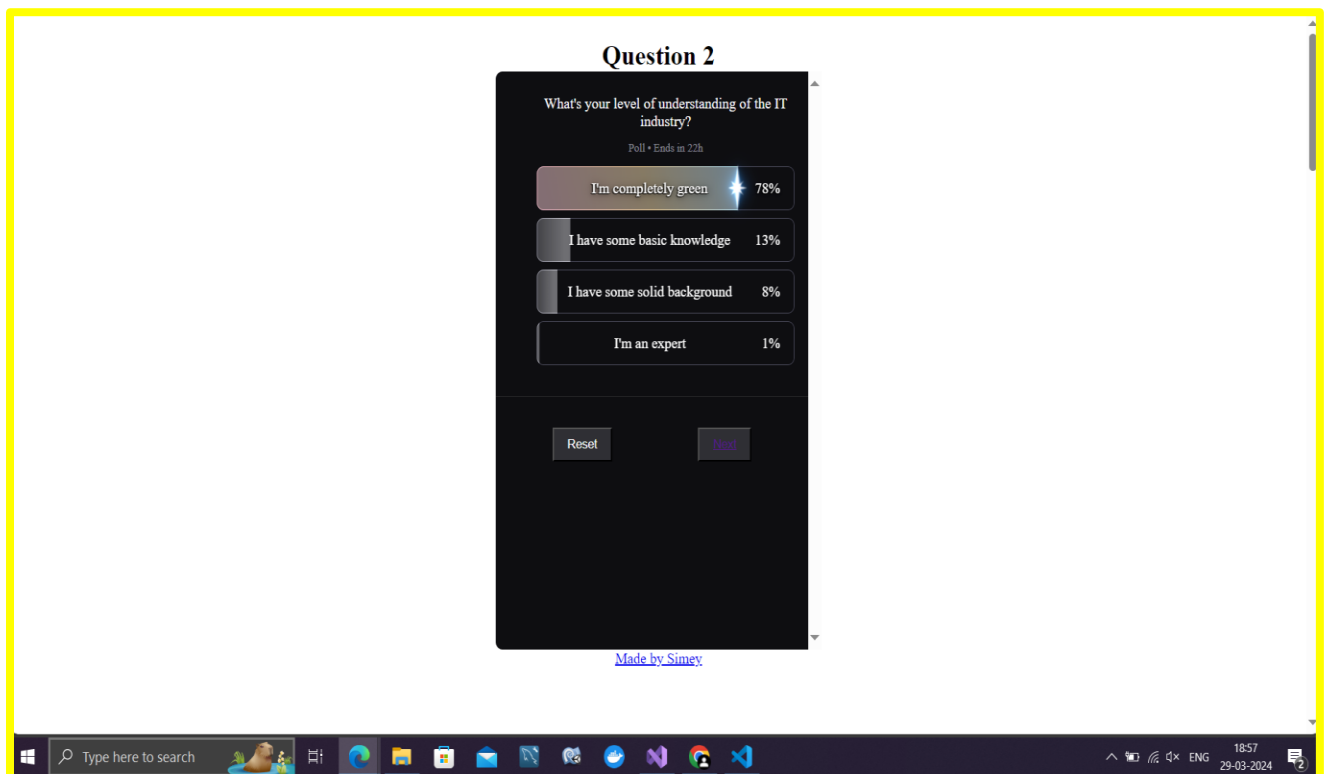 Question 2
What's your level of understanding of the IT
industry?
Poll • Ends in 22h
I'm completely green 78%
I have some basic knowledge 13%
I have some solid background 8%
I'm an expert 1%
Reset Next
Made by Simey
Type here to search
ENG
18:57
29-03-2024
2